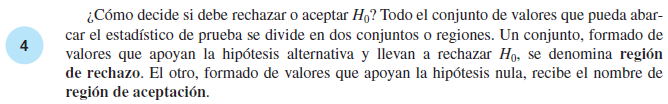 ¿Cómo decide si debe rechazar o aceptar H₀? Todo el conjunto de valores que pueda abar-
car el estadístico de prueba se divide en dos conjuntos o regiones. Un conjunto, formado de
4
valores que apoyan la hipótesis alternativa y llevan a rechazar H₀, se denomina región
de rechazo. El otro, formado de valores que apoyan la hipótesis nula, recibe el nombre de
región de aceptación.